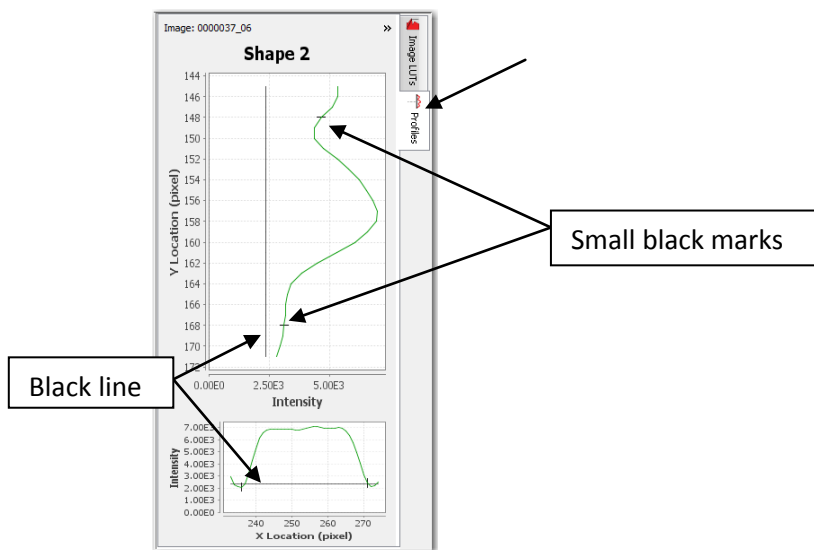 Image: 0000037_06 »
Shape 2
Image LUTs
Profiles
Y Location (pixel)
144
146
148
150
152
154
156
158
160
162
164
166
168
170
172
0.00E0 2.50E3 5.00E3
Intensity
Small black marks
Black line
Intensity
7.00E3
6.00E3
5.00E3
4.00E3
3.00E3
2.00E3
1.00E3
0.00E0
240 250 260 270
X Location (pixel)